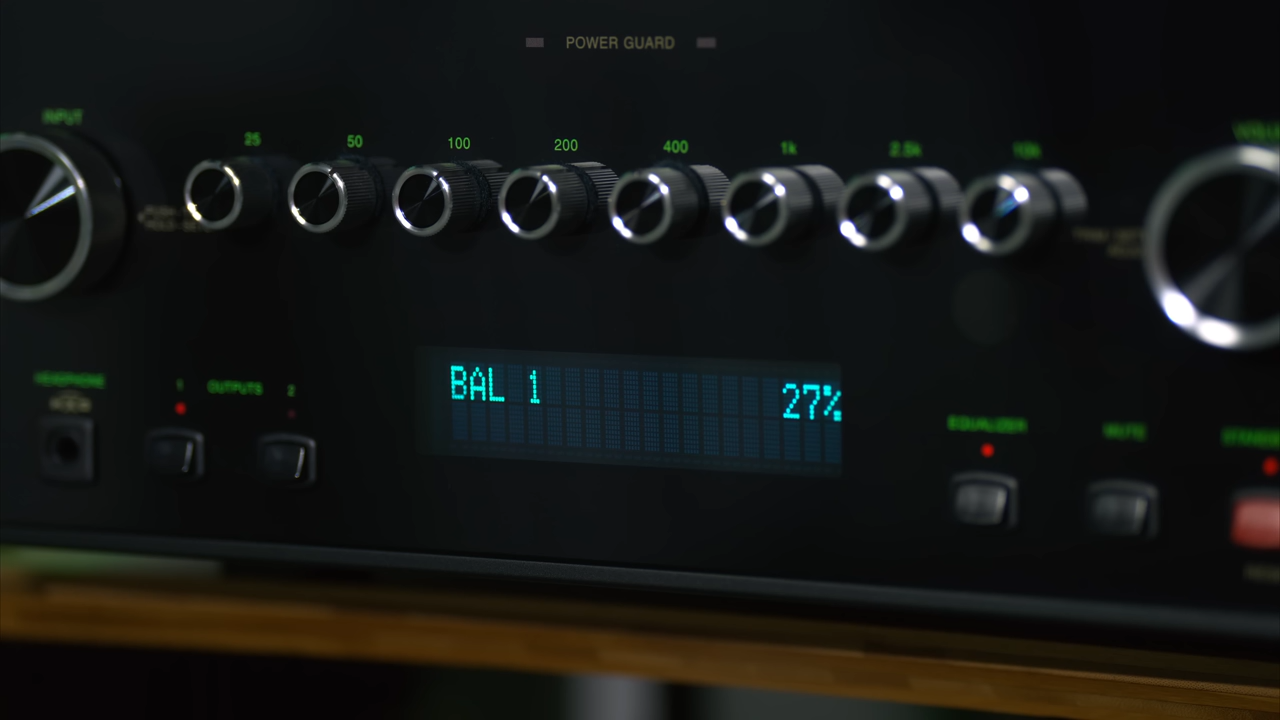 POWER GUARD
INPUT
25 50 100 200 400 1k 2.5k 10k
BAL 1 27%
HEADPHONE
1 OUTPUTS 2
EQUALIZER
MUTE